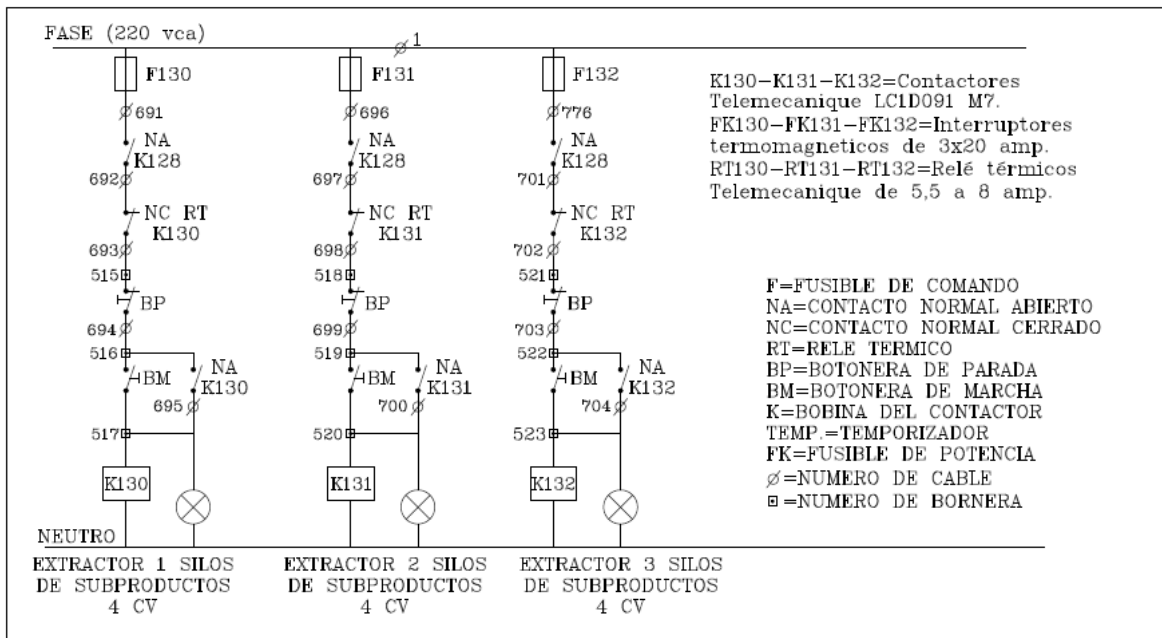 FASE (220 vca)
1
F130
F131
F132
691
696
776
NA
K128
NA
K128
NA
K128
692
697
701
NC RT
K130
NC RT
K131
NC RT
K132
693
698
702
515
518
521
BP
BP
BP
694
699
703
516
519
522
BM
NA
K130
BM
NA
K131
BM
NA
K132
695
700
704
517
520
523
K130
K131
K132
NEUTRO
EXTRACTOR 1 SILOS
DE SUBPRODUCTOS
4 CV
EXTRACTOR 2 SILOS
DE SUBPRODUCTOS
4 CV
EXTRACTOR 3 SILOS
DE SUBPRODUCTOS
4 CV
K130-K131-K132=Contactores
Telemecanique LC1D091 M7.
FK130-FK131-FK132=Interruptores
termomagneticos de 3x20 amp.
RT130-RT131-RT132=Relé térmicos
Telemecanique de 5,5 a 8 amp.
F=FUSIBLE DE COMANDO
NA=CONTACTO NORMAL ABIERTO
NC=CONTACTO NORMAL CERRADO
RT=RELE TERMICO
BP=BOTONERA DE PARADA
BM=BOTONERA DE MARCHA
K=BOBINA DEL CONTACTOR
TEMP.=TEMPORIZADOR
FK=FUSIBLE DE POTENCIA
=NUMERO DE CABLE
=NUMERO DE BORNERA